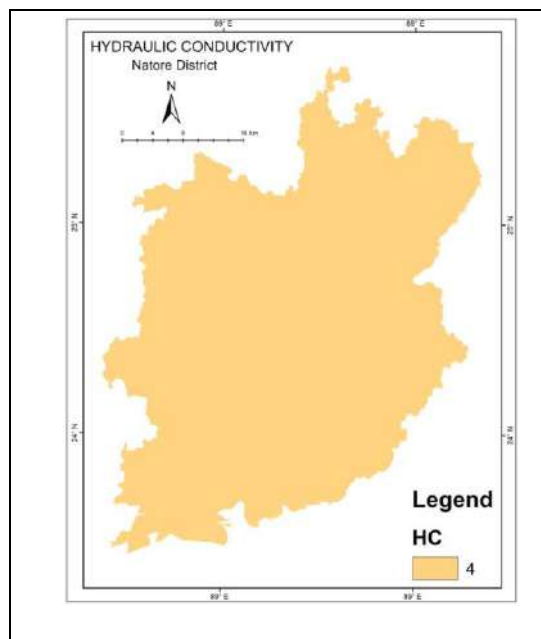 89° E 89° E
HYDRAULIC CONDUCTIVITY
Natore District
N
0 4 8 16 km
25° N 25° N
24° N 24° N
Legend
HC
4
89° E 89° E